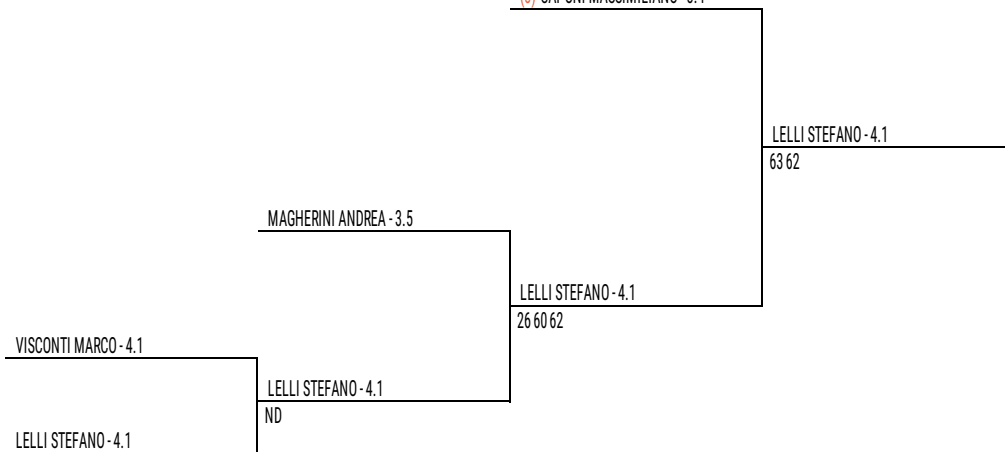 LELLI STEFANO - 4.1
63 62
MAGHERINI ANDREA - 3.5
LELLI STEFANO - 4.1
26 60 62
VISCONTI MARCO - 4.1
LELLI STEFANO - 4.1
ND
LELLI STEFANO - 4.1